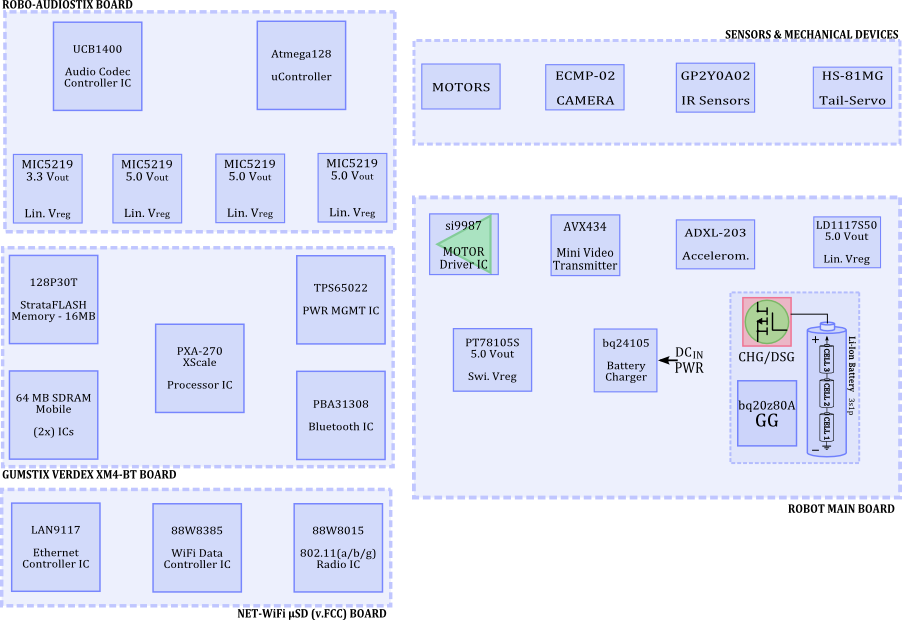 ROBO-AUDIOSTIX BOARD
UCB1400
Audio Codec
Controller IC
Atmega128
uController
MIC5219
3.3 Vout
Lin. Vreg
MIC5219
5.0 Vout
Lin. Vreg
MIC5219
5.0 Vout
Lin. Vreg
MIC5219
5.0 Vout
Lin. Vreg
128P30T
StrataFLASH
Memory - 16MB
TPS65022
PWR MGMT IC
PXA-270
XScale
Processor IC
64 MB SDRAM
Mobile
(2x) ICs
PBA31308
Bluetooth IC
GUMSTIX VERDEX XM4-BT BOARD
LAN9117
Ethernet
Controller IC
88W8385
WiFi Data
Controller IC
88W8015
802.11(a/b/g)
Radio IC
NET-WiFi µSD (v.FCC) BOARD
SENSORS & MECHANICAL DEVICES
MOTORS
ECMP-02
CAMERA
GP2Y0A02
IR Sensors
HS-81MG
Tail-Servo
si9987
MOTOR
Driver IC
AVX434
Mini Video
Transmitter
ADXL-203
Accelerom.
LD1117S50
5.0 Vout
Lin. Vreg
PT78105S
5.0 Vout
Swi. Vreg
bq24105
Battery
Charger
DCIN
PWR
CHG/DSG
bq20z80A
GG
+
CELL 3
CELL 2
CELL 1
−
Li-Ion Battery 3s1p
ROBOT MAIN BOARD